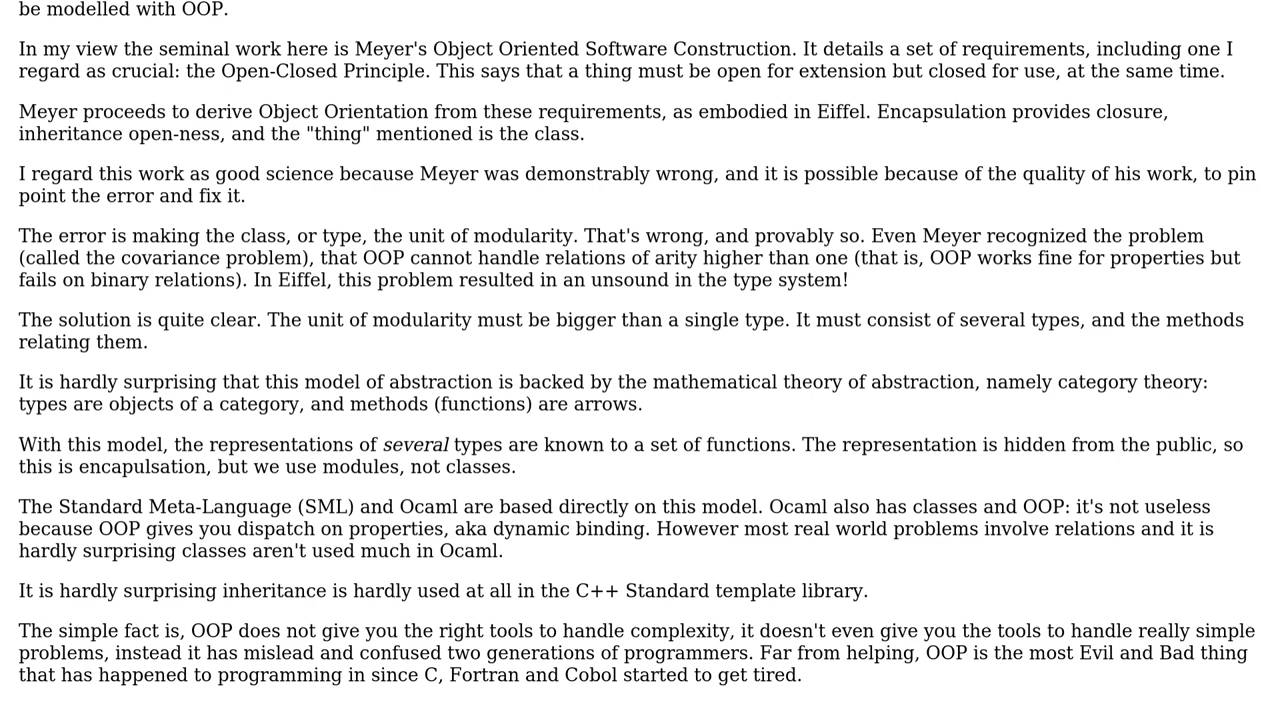 be modelled with OOP.
In my view the seminal work here is Meyer's Object Oriented Software Construction. It details a set of requirements, including one I
regard as crucial: the Open-Closed Principle. This says that a thing must be open for extension but closed for use, at the same time.
Meyer proceeds to derive Object Orientation from these requirements, as embodied in Eiffel. Encapsulation provides closure,
inheritance open-ness, and the "thing" mentioned is the class.
I regard this work as good science because Meyer was demonstrably wrong, and it is possible because of the quality of his work, to pin
point the error and fix it.
The error is making the class, or type, the unit of modularity. That's wrong, and provably so. Even Meyer recognized the problem
(called the covariance problem), that OOP cannot handle relations of arity higher than one (that is, OOP works fine for properties but
fails on binary relations). In Eiffel, this problem resulted in an unsound in the type system!
The solution is quite clear. The unit of modularity must be bigger than a single type. It must consist of several types, and the methods
relating them.
It is hardly surprising that this model of abstraction is backed by the mathematical theory of abstraction, namely category theory:
types are objects of a category, and methods (functions) are arrows.
With this model, the representations of several types are known to a set of functions. The representation is hidden from the public, so
this is encapulsation, but we use modules, not classes.
The Standard Meta-Language (SML) and Ocaml are based directly on this model. Ocaml also has classes and OOP: it's not useless
because OOP gives you dispatch on properties, aka dynamic binding. However most real world problems involve relations and it is
hardly surprising classes aren't used much in Ocaml.
It is hardly surprising inheritance is hardly used at all in the C++ Standard template library.
The simple fact is, OOP does not give you the right tools to handle complexity, it doesn't even give you the tools to handle really simple
problems, instead it has mislead and confused two generations of programmers. Far from helping, OOP is the most Evil and Bad thing
that has happened to programming in since C, Fortran and Cobol started to get tired.